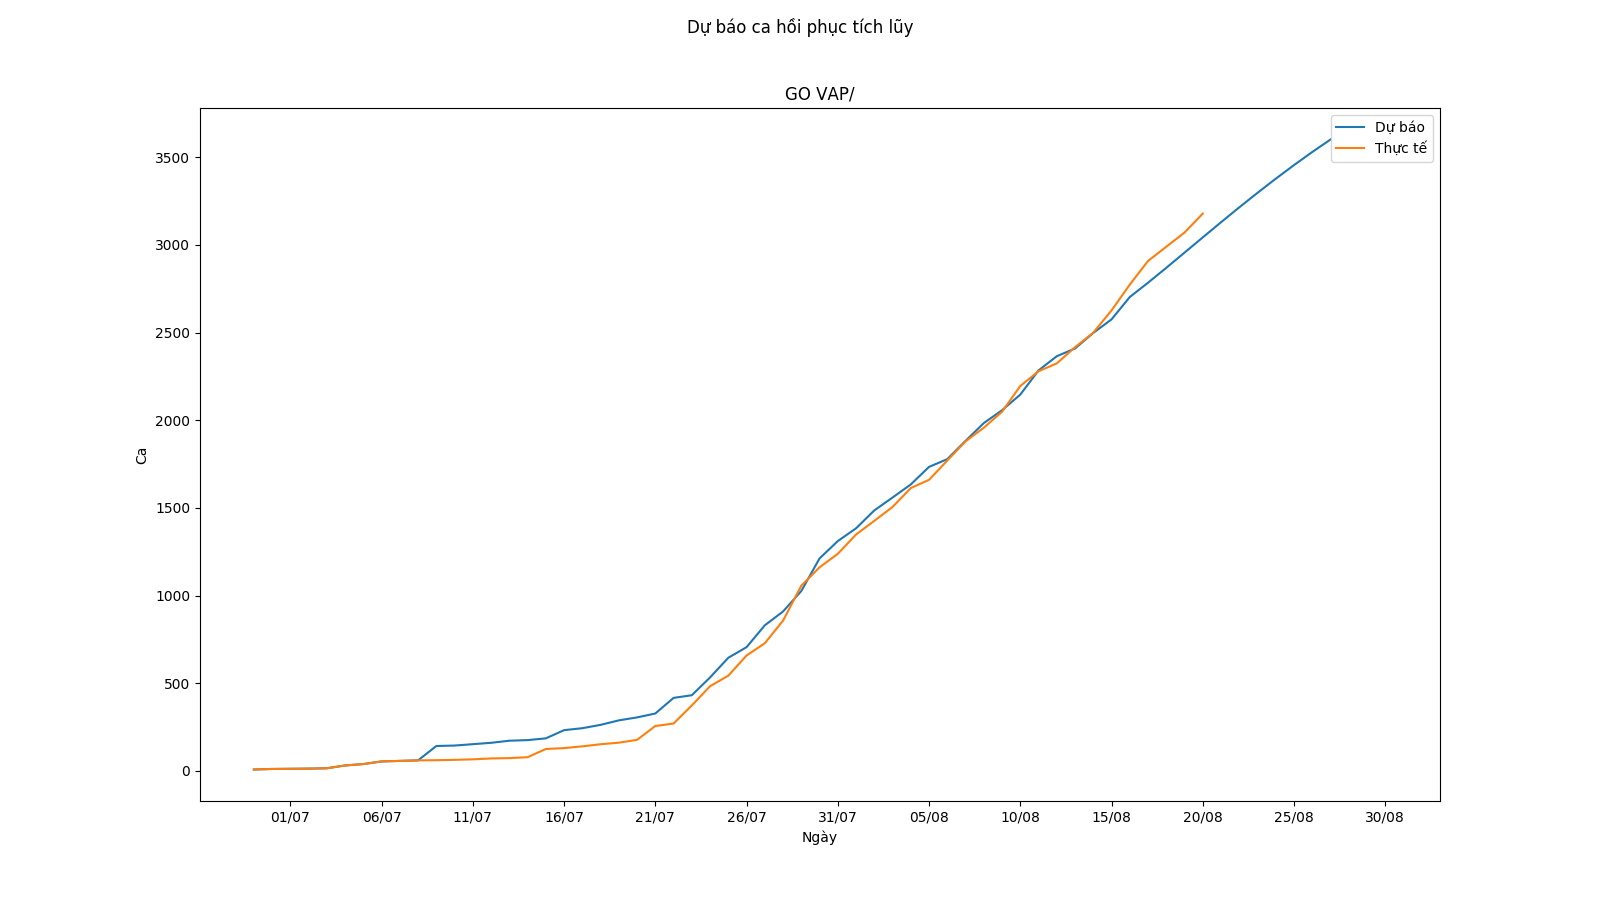 Dự báo ca hồi phục tích lũy
GO VAP/
Dự báo
Thực tế
3500
3000
2500
2000
1500
1000
500
0
Ca
01/07 06/07 11/07 16/07 21/07 26/07 31/07 05/08 10/08 15/08 20/08 25/08 30/08
Ngày